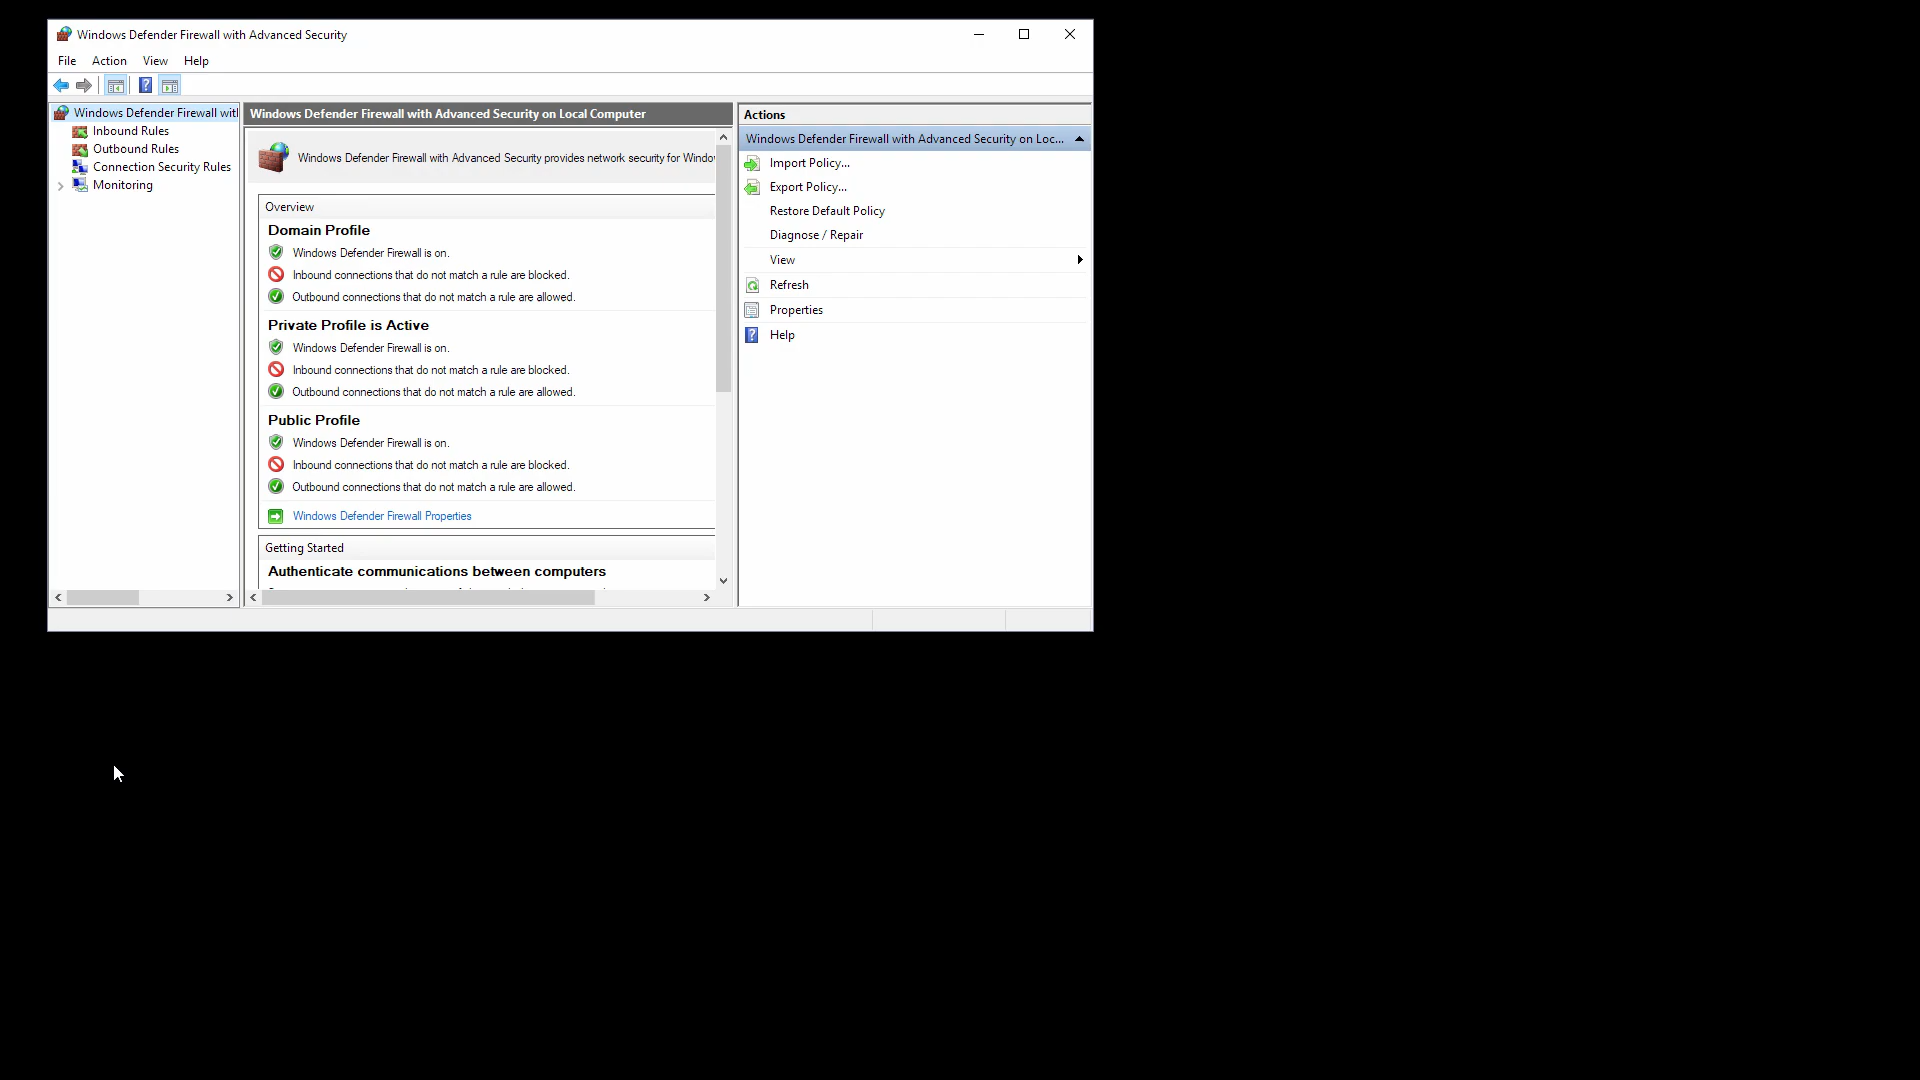 Windows Defender Firewall with Advanced Security
File Action View Help
Windows Defender Firewall wit
Inbound Rules
Outbound Rules
Connection Security Rules
Monitoring
Windows Defender Firewall with Advanced Security on Local Computer
Windows Defender Firewall with Advanced Security provides network security for Windo
Overview
Domain Profile
Windows Defender Firewall is on.
Inbound connections that do not match a rule are blocked.
Outbound connections that do not match a rule are allowed.
Private Profile is Active
Windows Defender Firewall is on.
Inbound connections that do not match a rule are blocked.
Outbound connections that do not match a rule are allowed.
Public Profile
Windows Defender Firewall is on.
Inbound connections that do not match a rule are blocked.
Outbound connections that do not match a rule are allowed.
Windows Defender Firewall Properties
Getting Started
Authenticate communications between computers
Actions
Windows Defender Firewall with Advanced Security on Loc...
Import Policy...
Export Policy...
Restore Default Policy
Diagnose / Repair
View
Refresh
Properties
Help